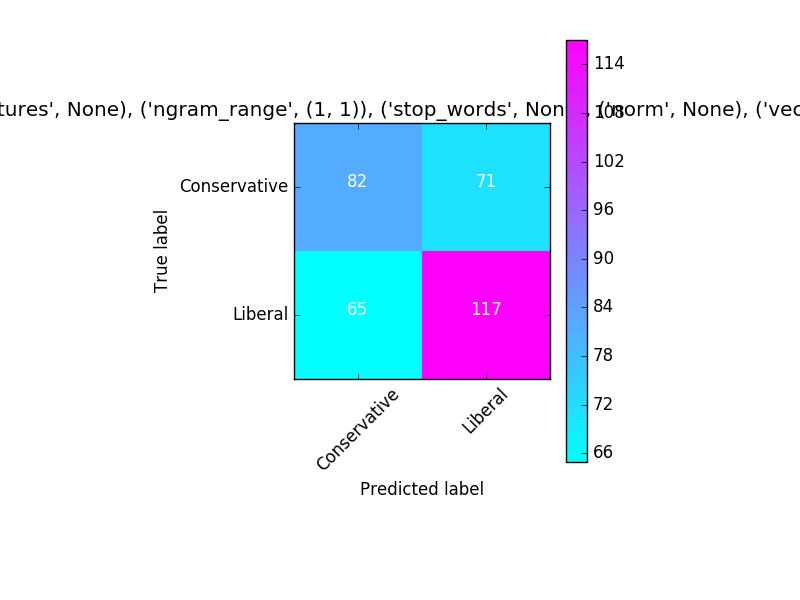 tures', None), ('ngram_range', (1, 1)), ('stop_words', Non ('norm', None), ('vec
114
108
102
96
90
84
78
72
66
Conservative
Liberal
True label
82 71
65 117
Conservative
Liberal
Predicted label